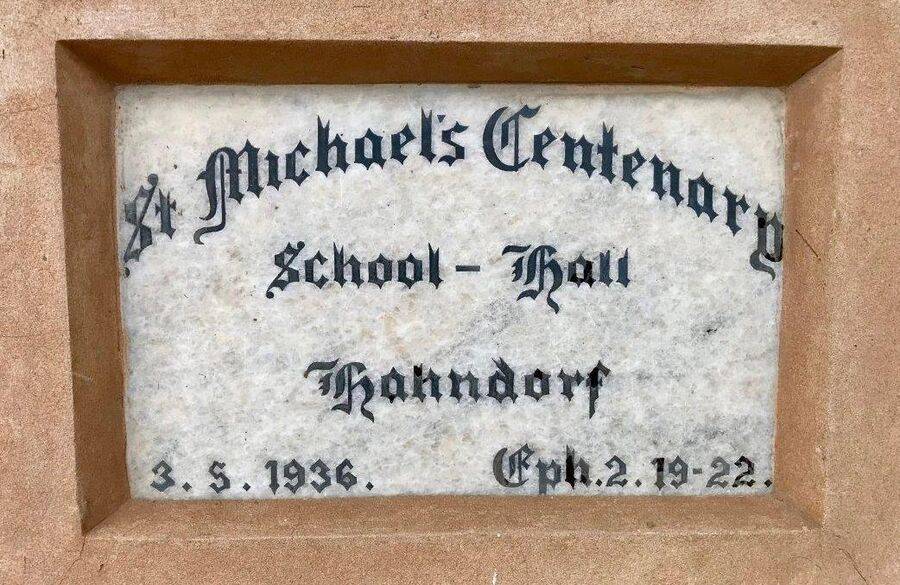 St Michael's Centenary
School - Hall
Hahndorf
3. 5. 1936. Eph. 2. 19-22.